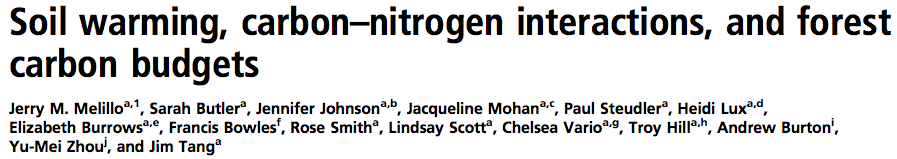 Soil warming, carbon–nitrogen interactions, and forest
carbon budgets
Jerry M. Melilloa,1, Sarah Butlera, Jennifer Johnsona,b, Jacqueline Mohana,c, Paul Steudlera, Heidi Luxa,d,
Elizabeth Burrowsa,e, Francis Bowlesf, Rose Smitha, Lindsay Scotta, Chelsea Varioa,g, Troy Hilla,h, Andrew Burtoni,
Yu-Mei Zhouj, and Jim Tanga